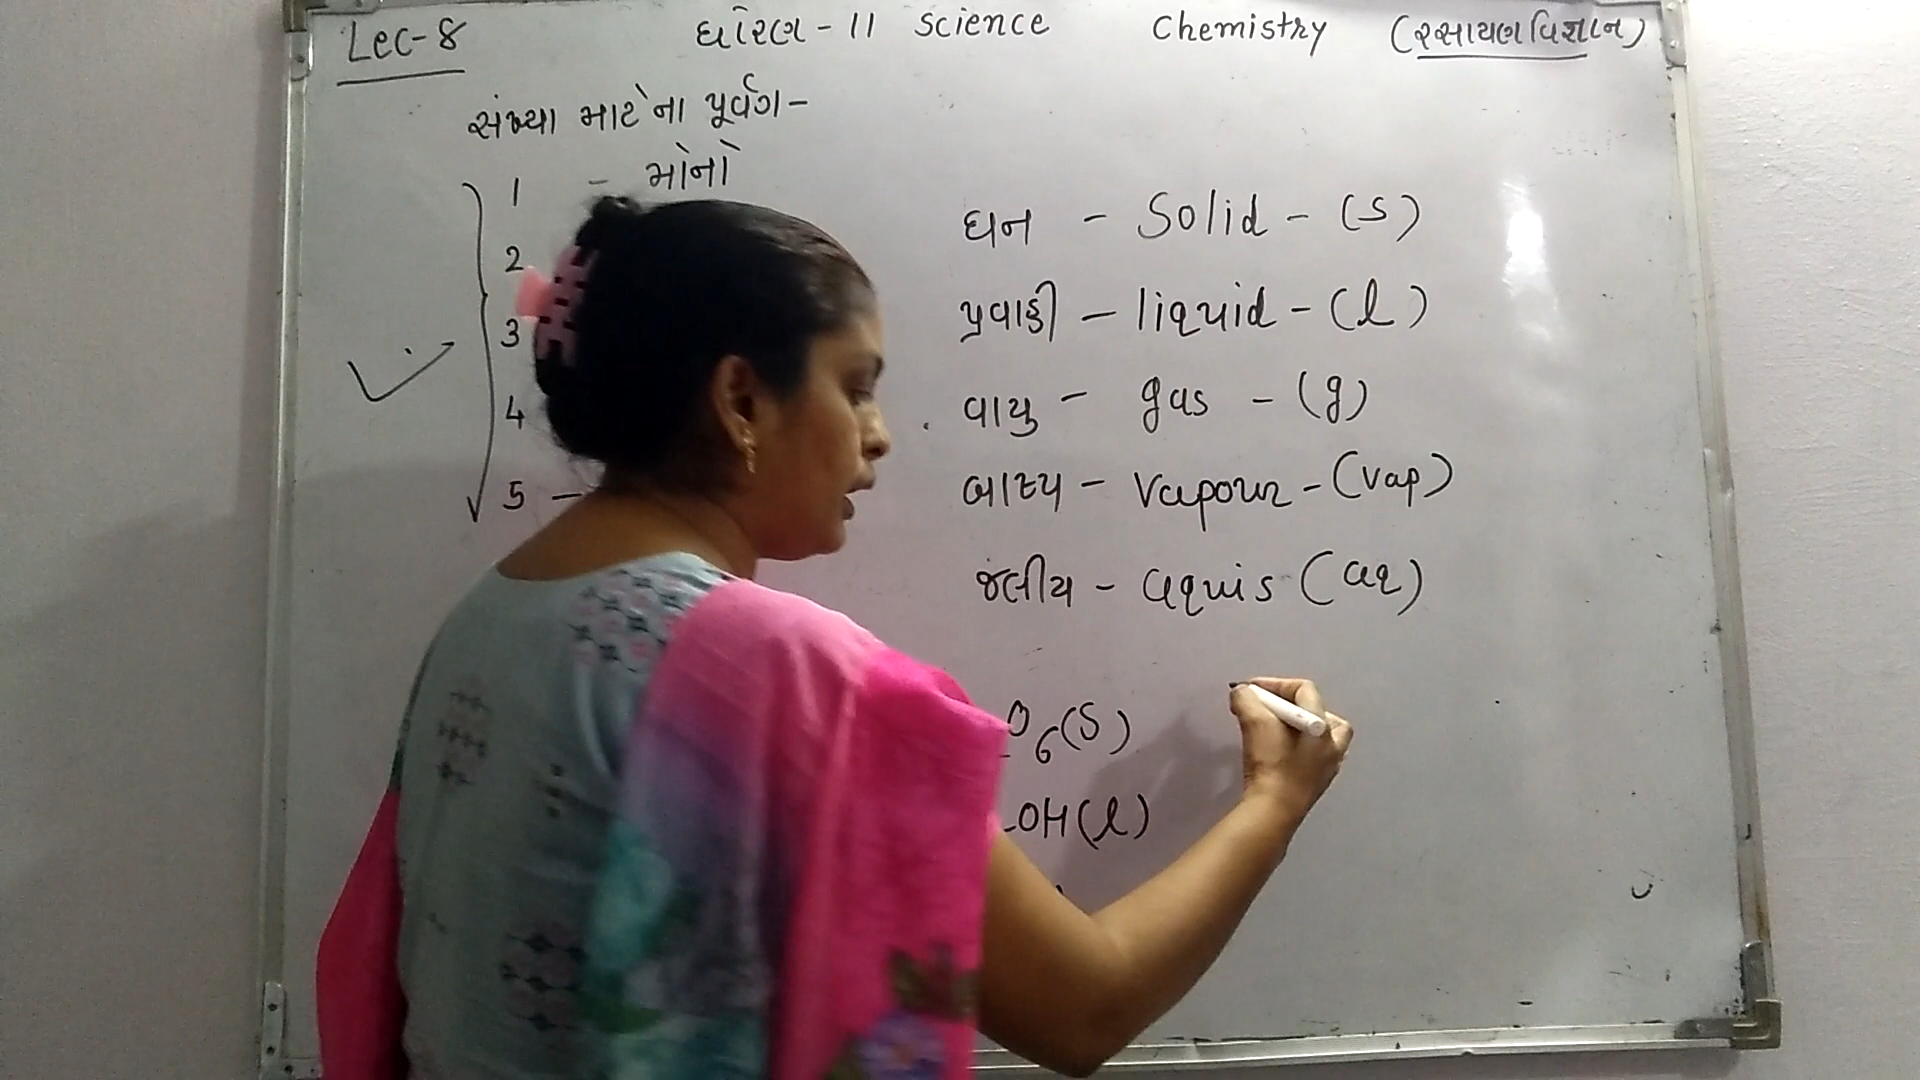 Lec-8 ધોરણ - 11 Science Chemistry (રસાયણવિજ્ઞાન)
સંખ્યા માટેના પૂર્વગ -
1 - મોનો
2
3
4
5 -
ઘન - Solid - (s)
પ્રવાહી - liquid - (l)
વાયુ - gas - (g)
બાષ્પ - Vapour - (vap)
જલીય - aquis (aq)
O6(S)
-OH(l)